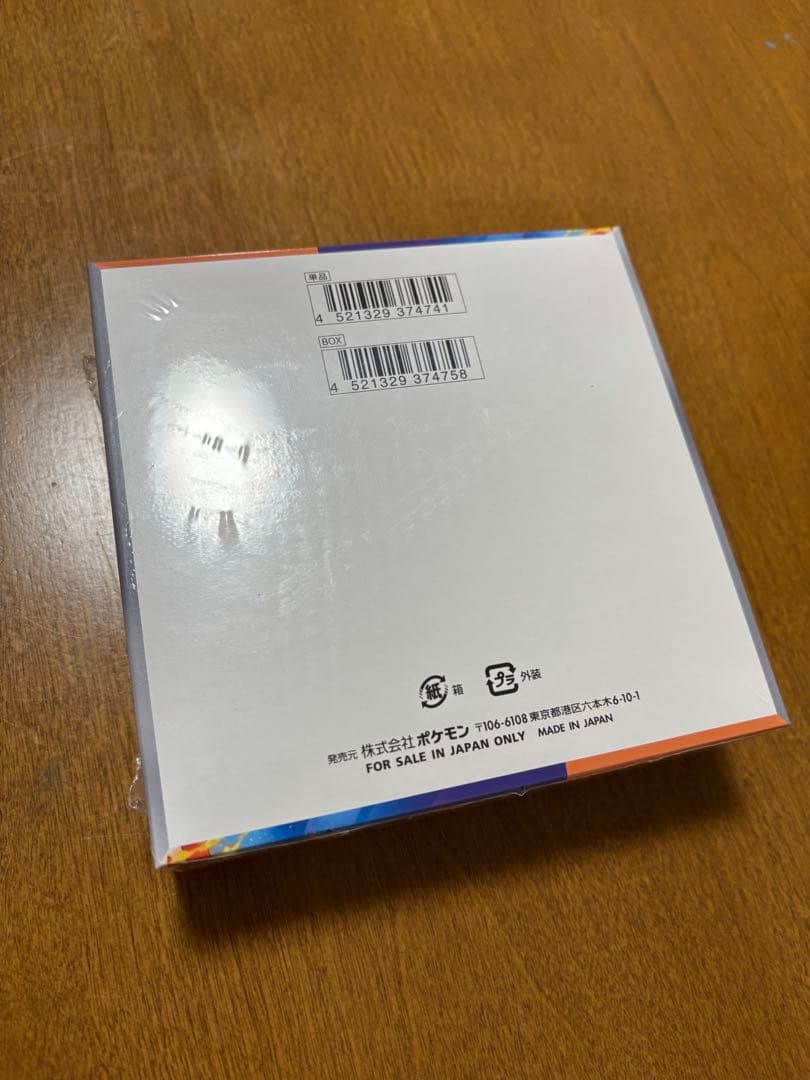 単品
4 521329 374741
BOX
4 521329 374758
紙 箱 プラ 外装
発売元 株式会社ポケモン 〒106-6108 東京都港区六本木6-10-1
FOR SALE IN JAPAN ONLY MADE IN JAPAN